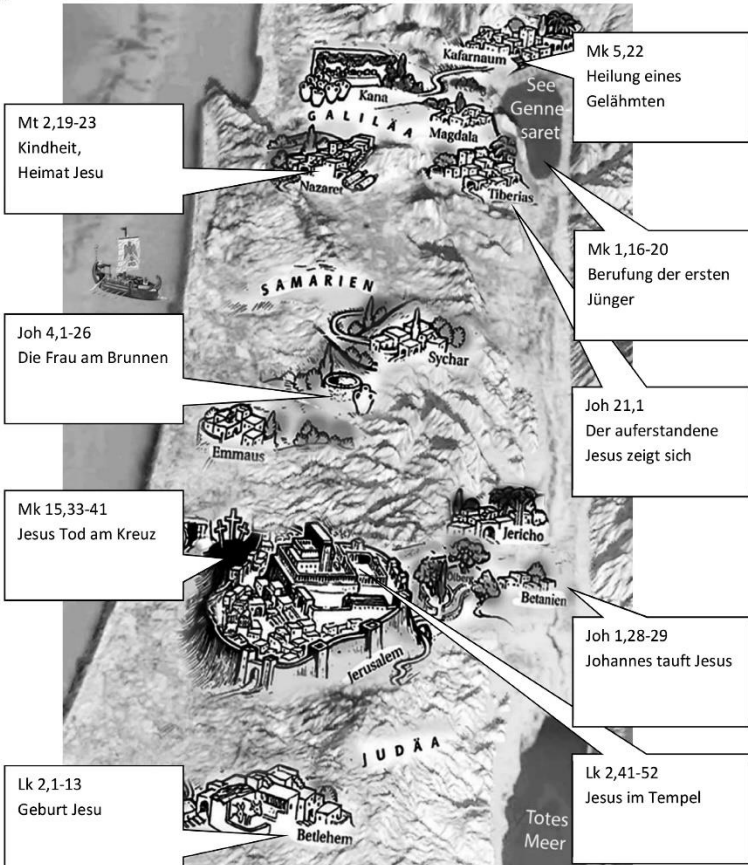 Kafarnaum
Mk 5,22
Heilung eines
Gelähmten
Kana
See
Genne-
saret
GALILÄA
Magdala
Mt 2,19-23
Kindheit,
Heimat Jesu
Nazaret
Tiberias
Mk 1,16-20
Berufung der ersten
Jünger
SAMARIEN
Joh 4,1-26
Die Frau am Brunnen
Sychar
Joh 21,1
Der auferstandene
Jesus zeigt sich
Emmaus
Mk 15,33-41
Jesus Tod am Kreuz
Jericho
Ölberg
Betanien
Joh 1,28-29
Johannes tauft Jesus
Jerusalem
JUDÄA
Lk 2,41-52
Jesus im Tempel
Lk 2,1-13
Geburt Jesu
Betlehem
Totes
Meer